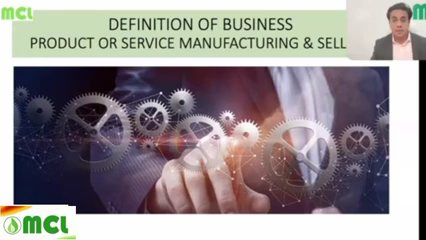 MCL
DEFINITION OF BUSINESS
PRODUCT OR SERVICE MANUFACTURING & SELL
MCL